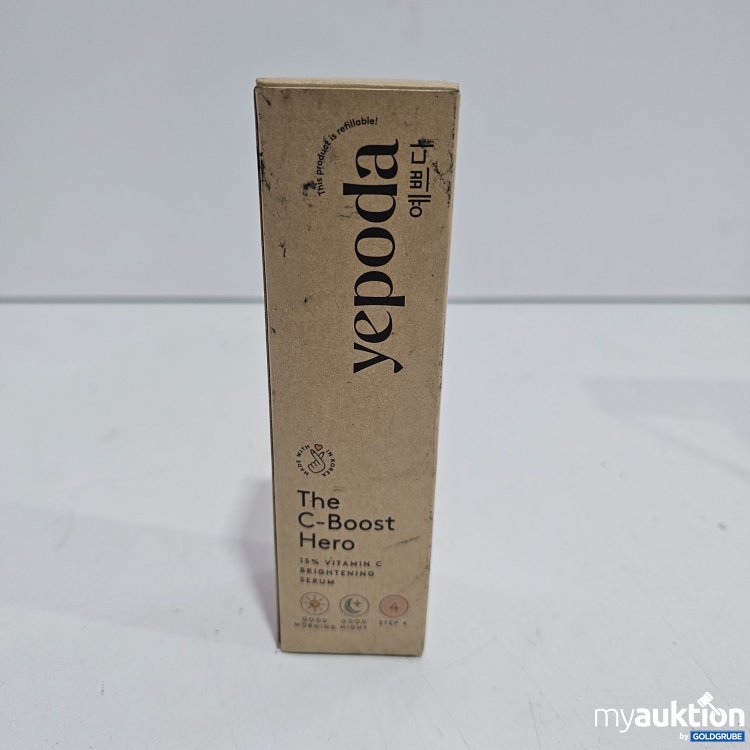 This product is refillable!
yepoda
예쁘다
MADE WITH
IN KOREA
The
C-Boost
Hero
15% VITAMIN C
BRIGHTENING
SERUM
4
GOOD MORNING
GOOD NIGHT
STEP 4
myauktion
by GOLDGRUBE